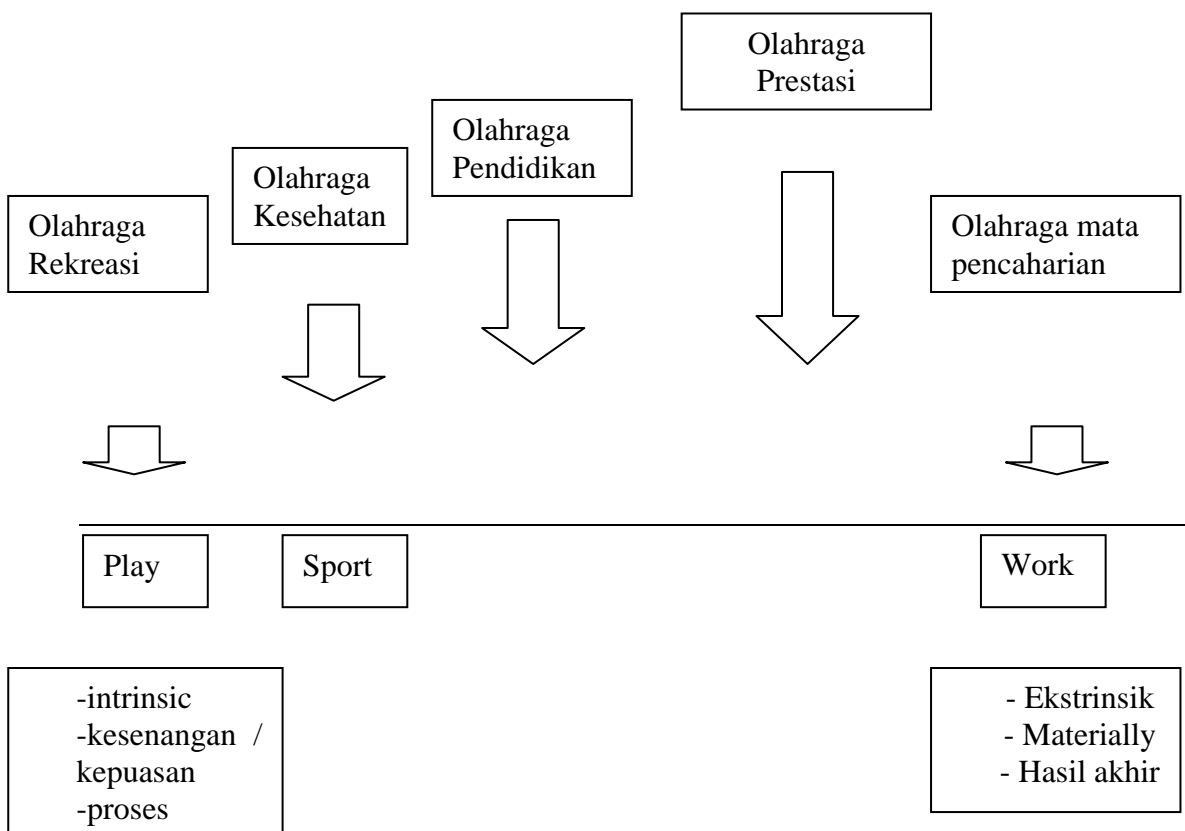 Olahraga
Prestasi
Olahraga
Pendidikan
Olahraga
Kesehatan
Olahraga
Rekreasi
Olahraga mata
pencaharian
Play
Sport
Work
-intrinsic
-kesenangan /
kepuasan
-proses
- Ekstrinsik
- Materially
- Hasil akhir